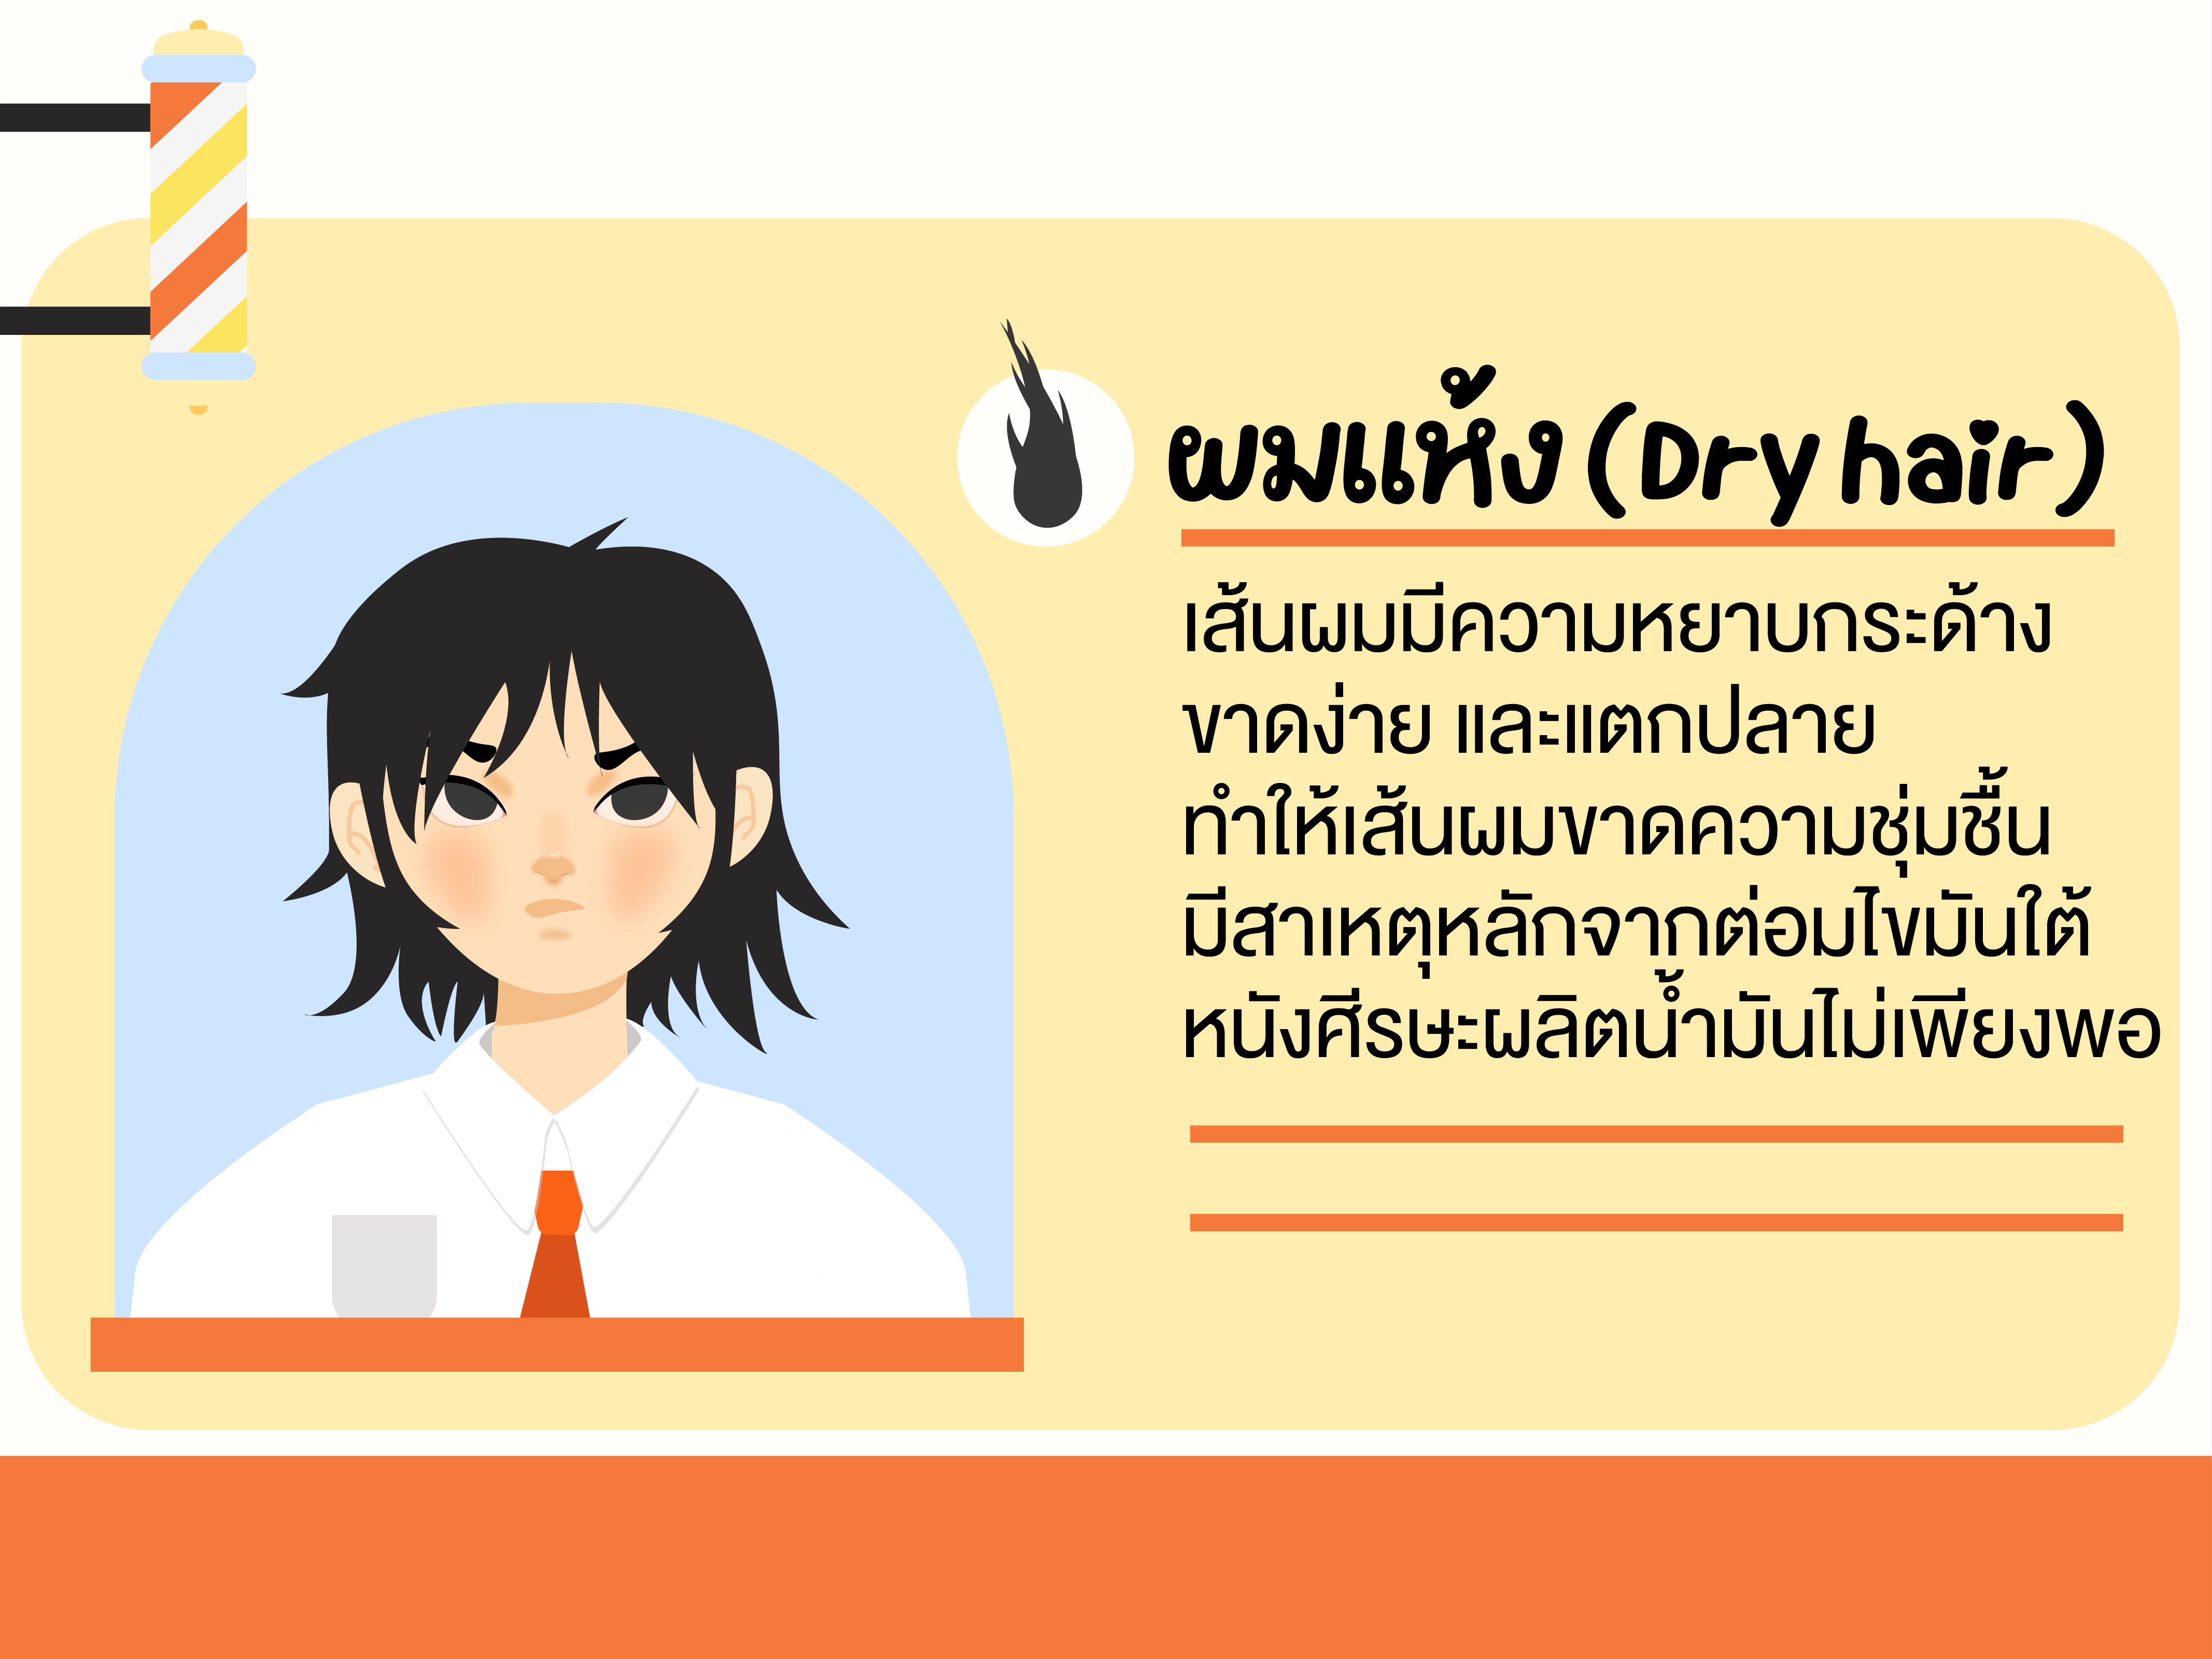 ผมแห้ง (Dry hair)
เส้นผมมีความหยาบกระด้าง
ขาดง่าย และแตกปลาย
ทำให้เส้นผมขาดความชุ่มชื้น
มีสาเหตุหลักจากต่อมไขมันใต้
หนังศีรษะผลิตน้ำมันไม่เพียงพอ